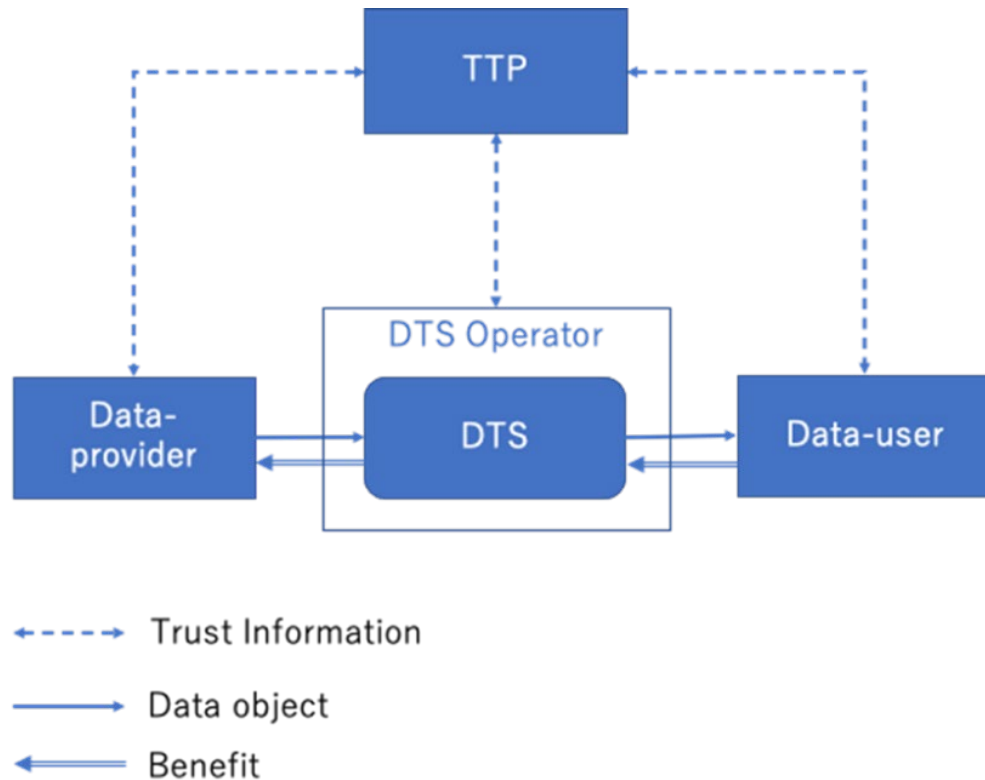 TTP
DTS Operator
Data-
provider
DTS
Data-user
Trust Information
Data object
Benefit